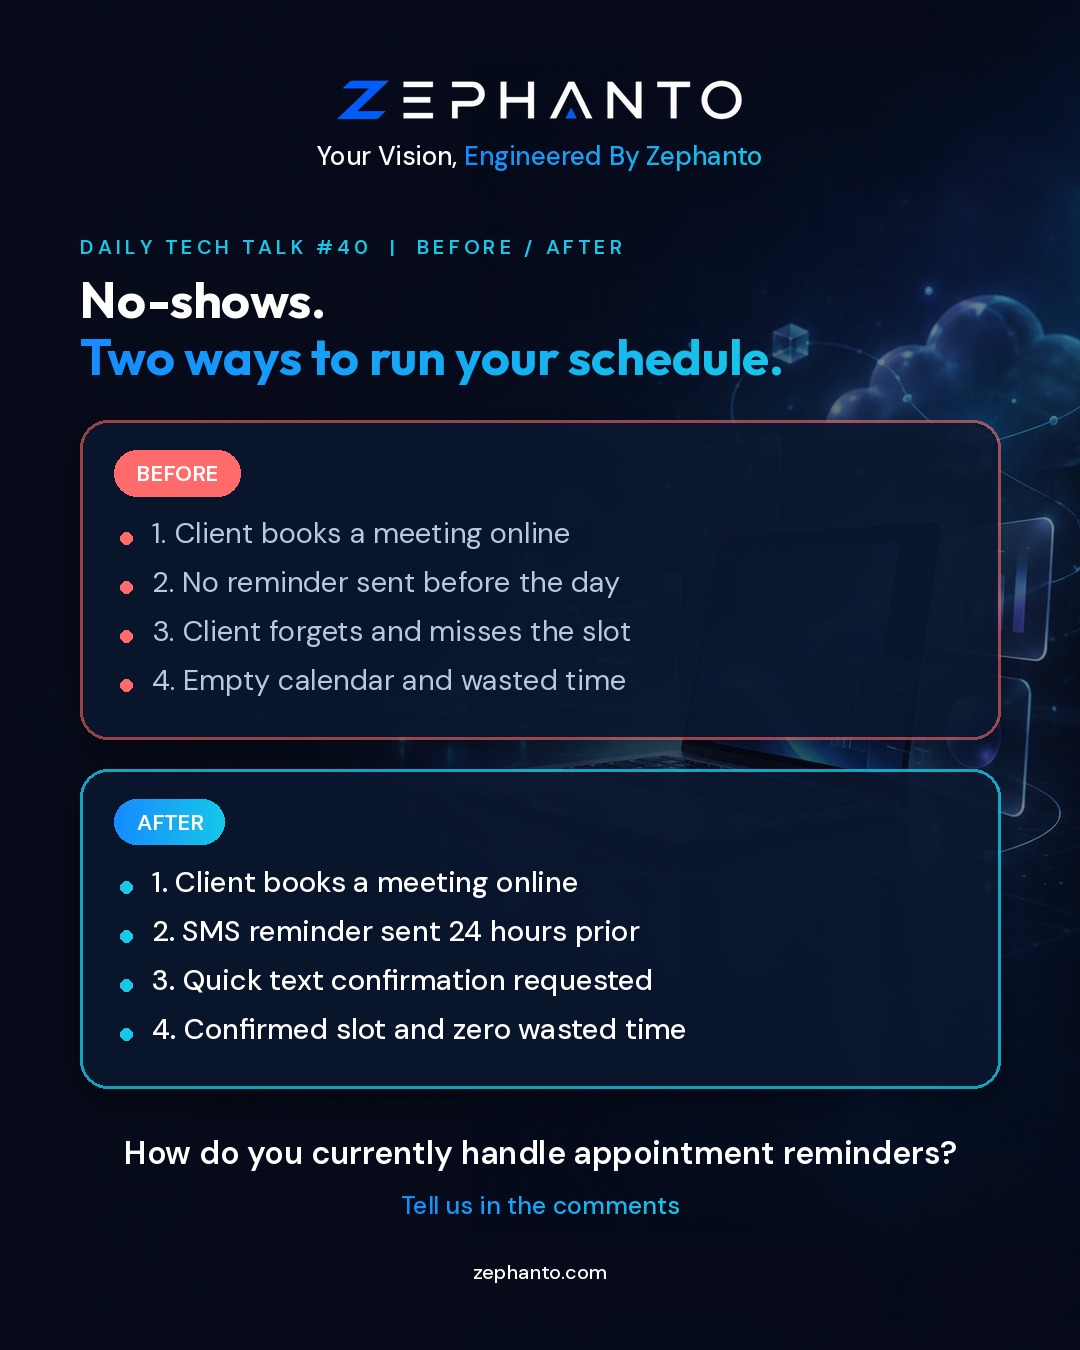 ZEPHANTO
Your Vision, Engineered By Zephanto
DAILY TECH TALK #40 | BEFORE / AFTER
No-shows.
Two ways to run your schedule.
BEFORE
1. Client books a meeting online
2. No reminder sent before the day
3. Client forgets and misses the slot
4. Empty calendar and wasted time
AFTER
1. Client books a meeting online
2. SMS reminder sent 24 hours prior
3. Quick text confirmation requested
4. Confirmed slot and zero wasted time
How do you currently handle appointment reminders?
Tell us in the comments
zephanto.com